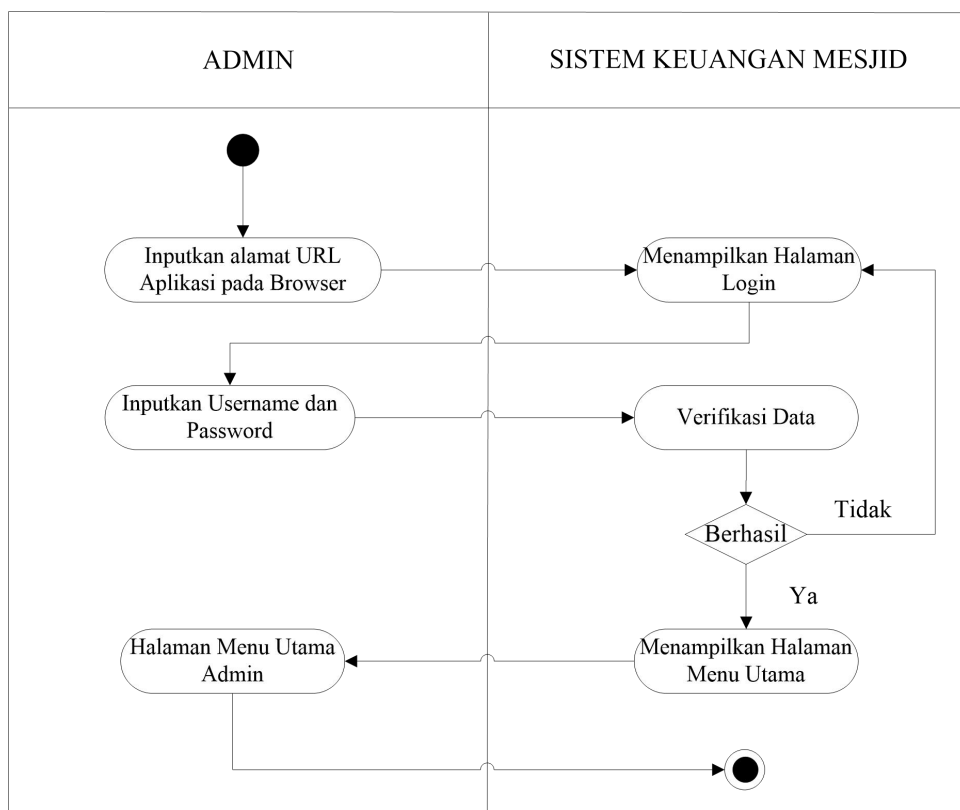 ADMIN
SISTEM KEUANGAN MESJID
Inputkan alamat URL
Aplikasi pada Browser
Menampilkan Halaman
Login
Inputkan Username dan
Password
Verifikasi Data
Berhasil
Tidak
Ya
Menampilkan Halaman
Menu Utama
Halaman Menu Utama
Admin